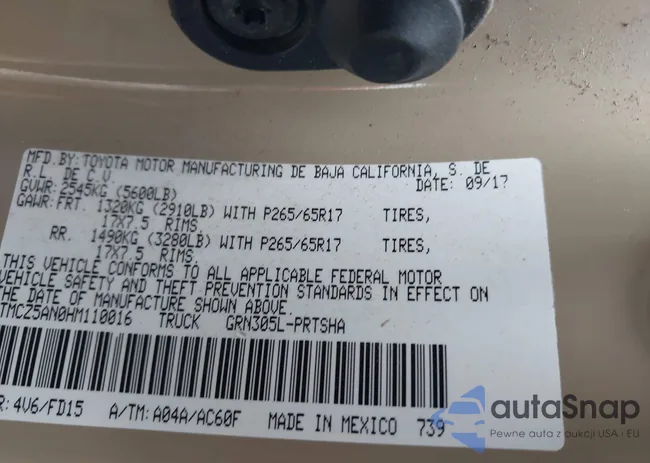 MFD.BY:TOYOTA MOTOR MANUFACTURING DE BAJA CALIFORNIA, S. DE
R.L. DE C.V. DATE: 09/17
GVWR:2545KG (5600LB)
GAWR:FRT. 1320KG (2910LB) WITH P265/65R17 TIRES,
17X7.5 RIMS,
RR. 1490KG (3280LB) WITH P265/65R17 TIRES,
17X7.5 RIMS,
THIS VEHICLE CONFORMS TO ALL APPLICABLE FEDERAL MOTOR
VEHICLE SAFETY AND THEFT PREVENTION STANDARDS IN EFFECT ON
THE DATE OF MANUFACTURE SHOWN ABOVE.
TMCZ5AN0HM110016 TRUCK GRN305L-PRTSHA
R: 4V6/FD15 A/TM: A04A/AC60F MADE IN MEXICO 739
autoSnap
Pewne auta z aukcji USA i EU